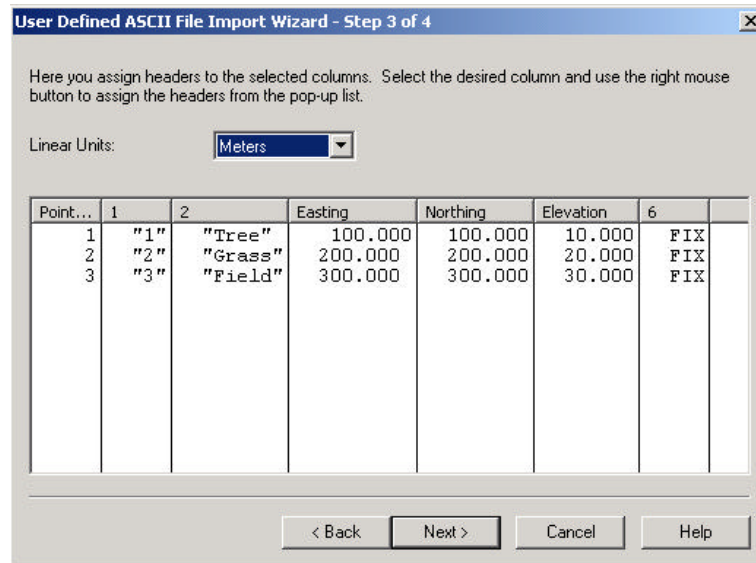 User Defined ASCII File Import Wizard - Step 3 of 4
Here you assign headers to the selected columns. Select the desired column and use the right mouse
button to assign the headers from the pop-up list.
Linear Units: Meters
Point... 1 2 Easting Northing Elevation 6
1 "1" "Tree" 100.000 100.000 10.000 FIX
2 "2" "Grass" 200.000 200.000 20.000 FIX
3 "3" "Field" 300.000 300.000 30.000 FIX
< Back Next > Cancel Help